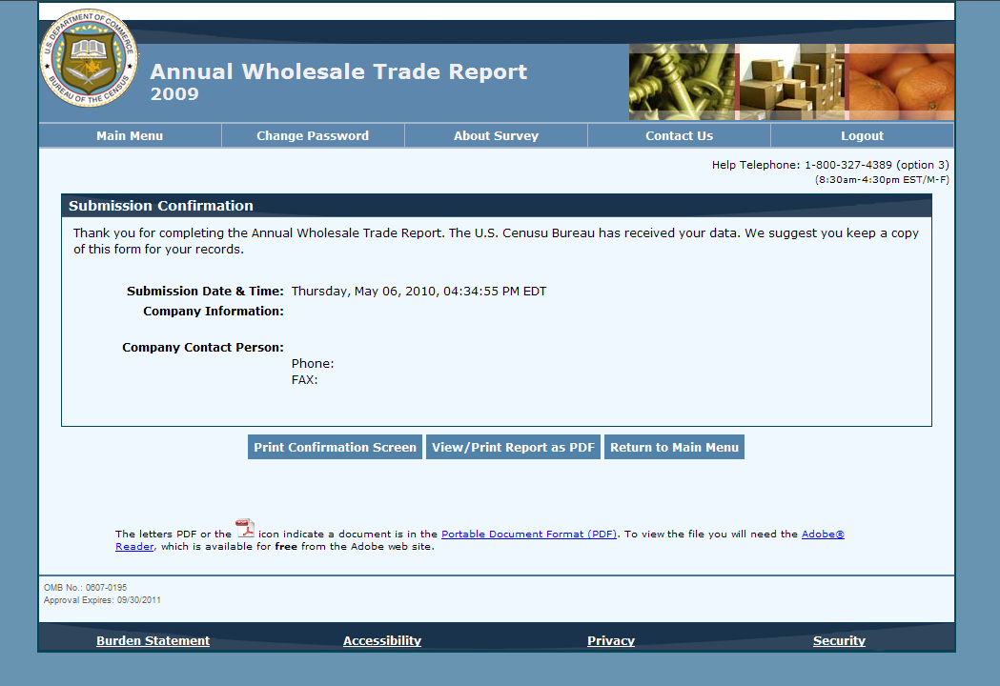 U.S. DEPARTMENT OF COMMERCE
BUREAU OF THE CENSUS
Annual Wholesale Trade Report
2009
Main Menu Change Password About Survey Contact Us Logout
Help Telephone: 1-800-327-4389 (option 3)
(8:30am-4:30pm EST/M-F)
Submission Confirmation
Thank you for completing the Annual Wholesale Trade Report. The U.S. Cenusu Bureau has received your data. We suggest you keep a copy
of this form for your records.
Submission Date & Time: Thursday, May 06, 2010, 04:34:55 PM EDT
Company Information:
Company Contact Person:
Phone:
FAX:
Print Confirmation Screen View/Print Report as PDF Return to Main Menu
The letters PDF or the icon indicate a document is in the Portable Document Format (PDF). To view the file you will need the Adobe®
Reader, which is available for free from the Adobe web site.
OMB No.: 0607-0195
Approval Expires: 09/30/2011
Burden Statement Accessibility Privacy Security